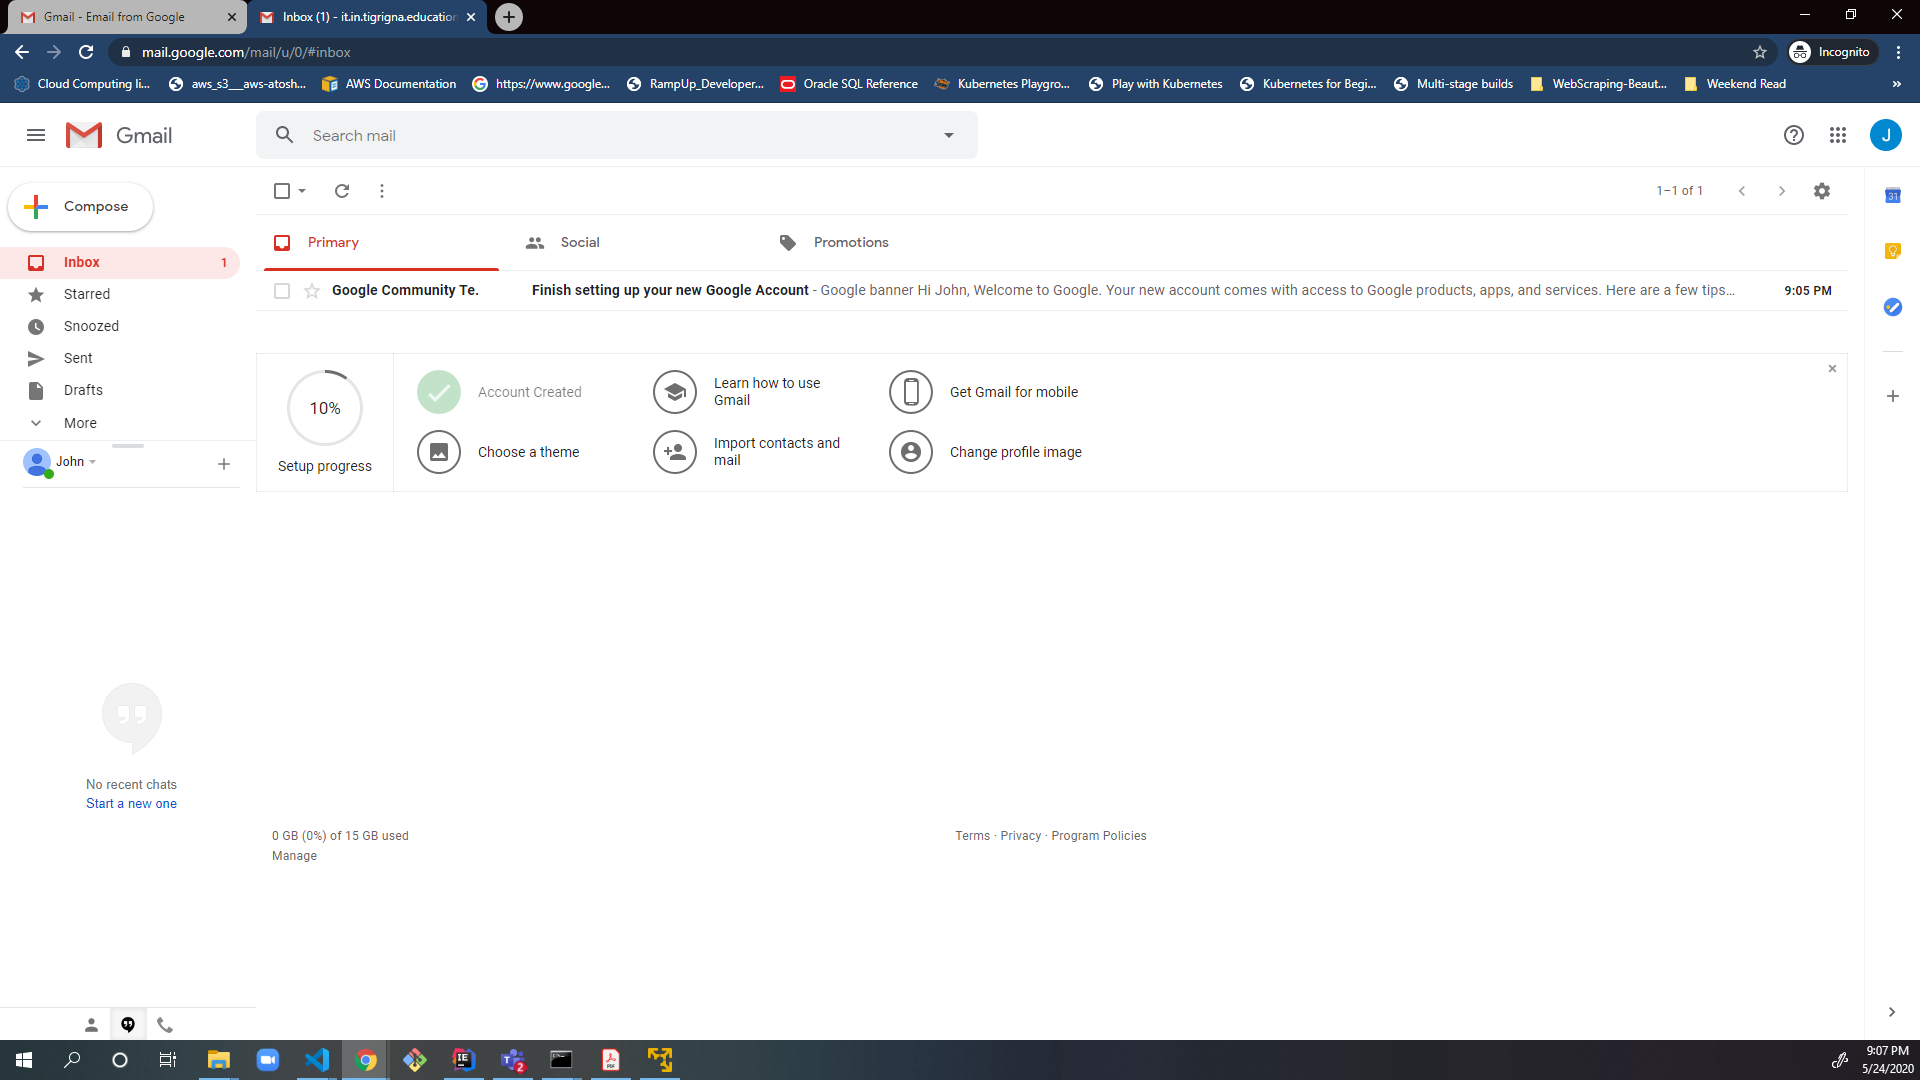 Gmail - Email from Google
Inbox (1) - it.in.tigrigna.education
mail.google.com/mail/u/0/#inbox
Incognito
Cloud Computing li...
aws_s3__aws-atosh...
AWS Documentation
https://www.google...
RampUp_Developer...
Oracle SQL Reference
Kubernetes Playgro...
Play with Kubernetes
Kubernetes for Begi...
Multi-stage builds
WebScraping-Beaut...
Weekend Read
»
Gmail
Search mail
J
Compose
1–1 of 1
31
Primary
Social
Promotions
Inbox 1
Google Community Te. Finish setting up your new Google Account - Google banner Hi John, Welcome to Google. Your new account comes with access to Google products, apps, and services. Here are a few tips... 9:05 PM
Starred
Snoozed
Sent
Drafts
More
John
10%
Setup progress
Account Created
Learn how to use
Gmail
Get Gmail for mobile
Choose a theme
Import contacts and
mail
Change profile image
No recent chats
Start a new one
0 GB (0%) of 15 GB used
Manage
Terms · Privacy · Program Policies
IE
T
2
PDF
9:07 PM
5/24/2020